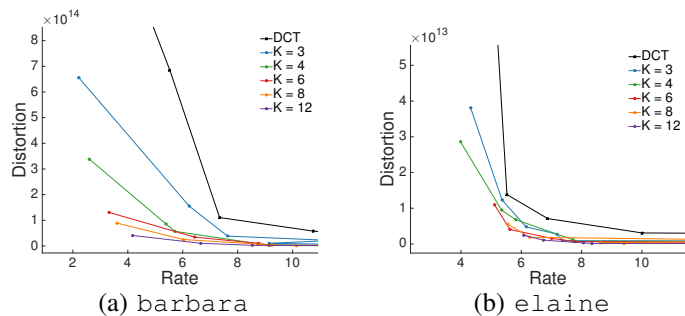 ×10^14
8
7
6
5
4
3
2
1
0
Distortion
2 4 6 8 10
Rate
DCT
K = 3
K = 4
K = 6
K = 8
K = 12
(a) barbara
×10^13
5
4
3
2
1
0
Distortion
4 6 8 10
Rate
DCT
K = 3
K = 4
K = 6
K = 8
K = 12
(b) elaine